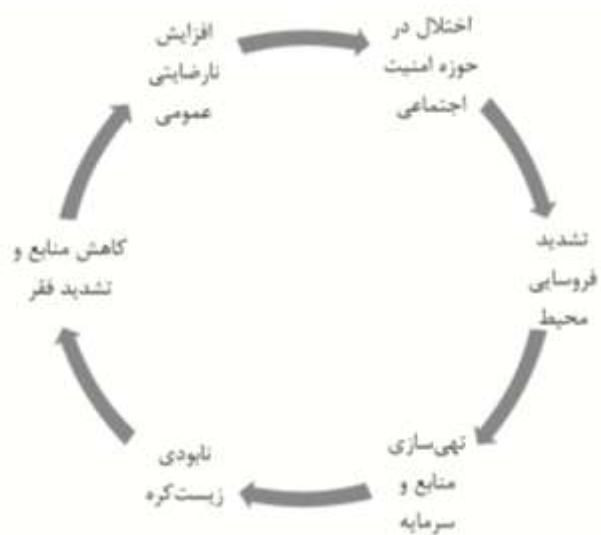 اختلال در
حوزه امنیت
اجتماعی
تشدید
فروسایی
محیط
تهی‌سازی
منابع و
سرمایه
نابودی
زیست‌کره
کاهش منابع و
تشدید فقر
افزایش
نارضایتی
عمومی